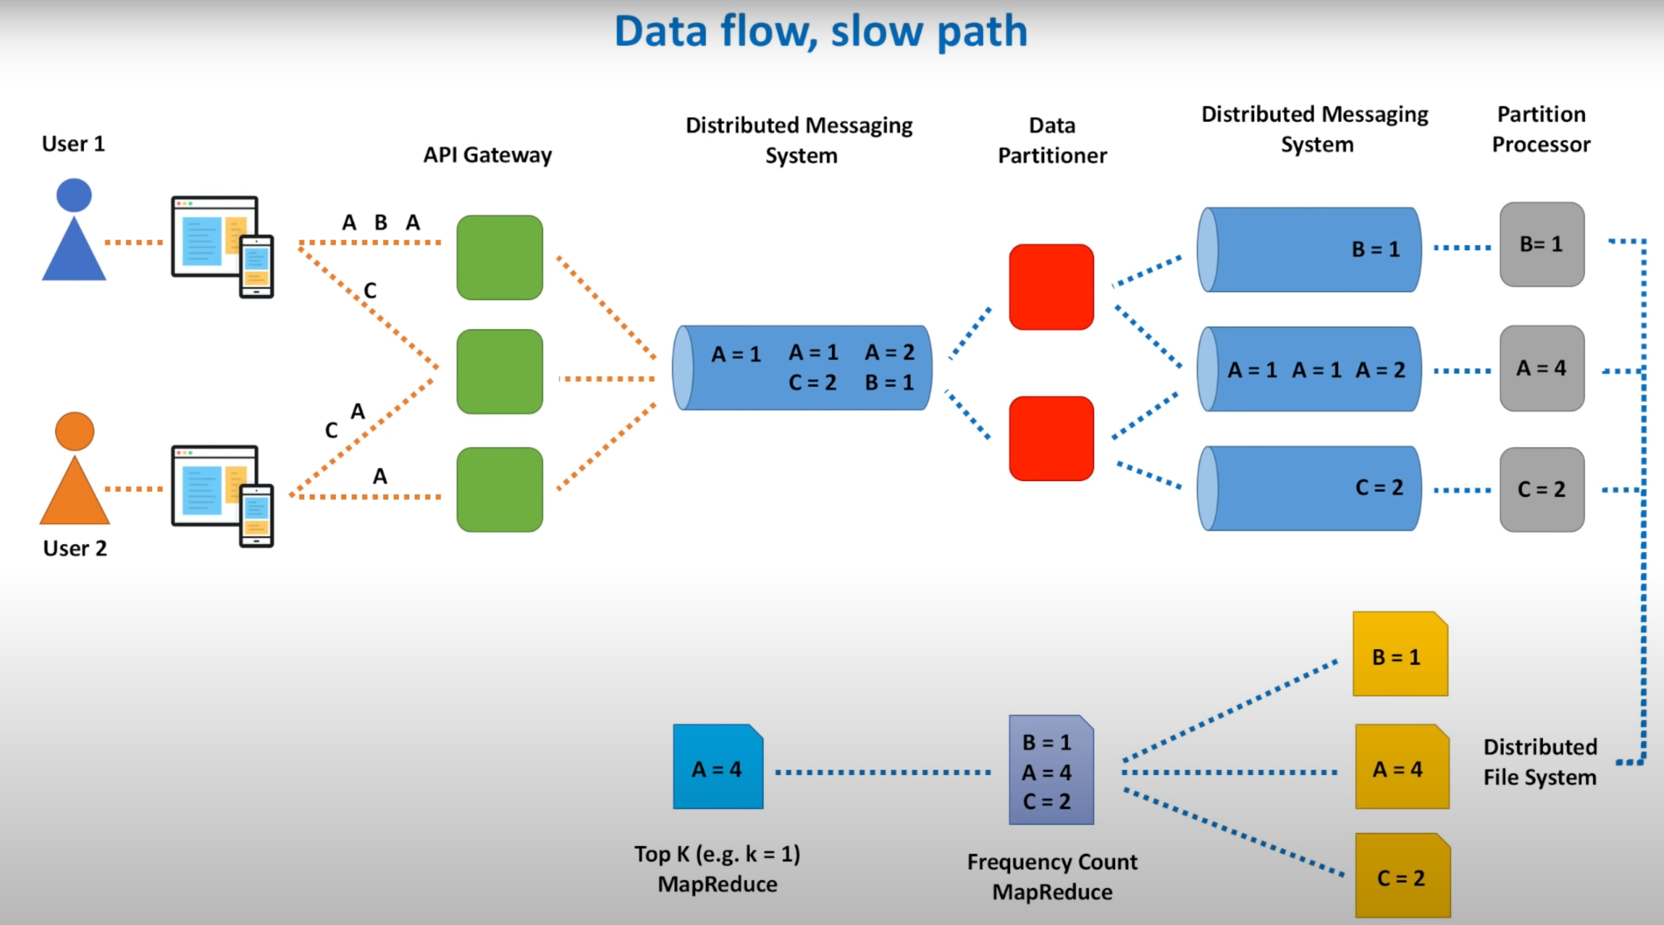 Data flow, slow path
User 1
API Gateway
Distributed Messaging
System
Data
Partitioner
Distributed Messaging
System
Partition
Processor
A B A
C
C A
A
User 2
A = 1 A = 1 A = 2
C = 2 B = 1
B = 1
A = 1 A = 1 A = 2
C = 2
B= 1
A = 4
C = 2
B = 1
A = 4
C = 2
Distributed
File System
B = 1
A = 4
C = 2
Frequency Count
MapReduce
A = 4
Top K (e.g. k = 1)
MapReduce